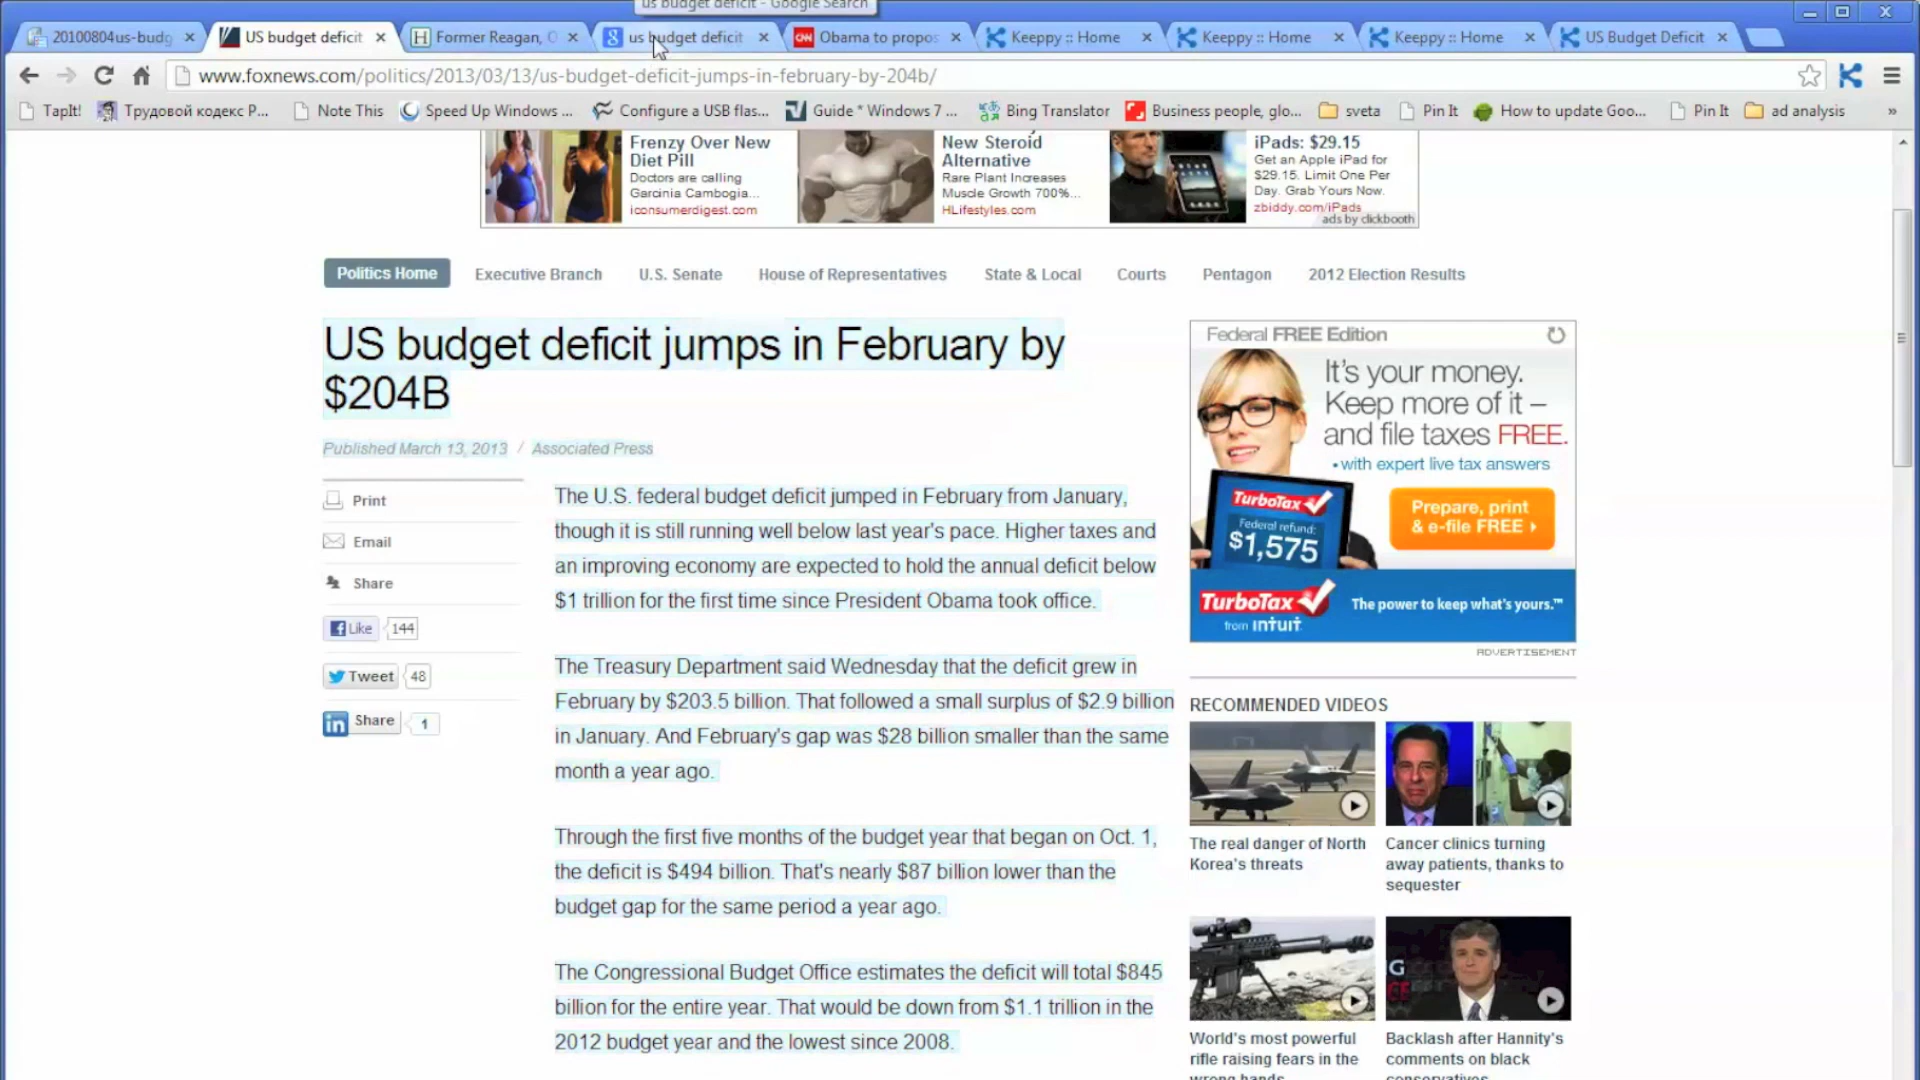 us budget deficit - Google Search
20100804us-budg
US budget deficit
Former Reagan, O
us budget deficit
CNN Obama to propos
Keeppy :: Home
Keeppy :: Home
Keeppy :: Home
US Budget Deficit
www.foxnews.com/politics/2013/03/13/us-budget-deficit-jumps-in-february-by-204b/
TapIt!
Трудовой кодекс Р...
Note This
Speed Up Windows ...
Configure a USB flas...
Guide * Windows 7 ...
Bing Translator
Business people, glo...
sveta
Pin It
How to update Goo...
Pin It
ad analysis
»
Frenzy Over New
Diet Pill
Doctors are calling
Garcinia Cambogia...
iconsumerdigest.com
New Steroid
Alternative
Rare Plant Increases
Muscle Growth 700%...
HLifestyles.com
iPads: $29.15
Get an Apple iPad for
$29.15. Limit One Per
Day. Grab Yours Now.
zbiddy.com/iPads
ads by clickbooth
Politics Home
Executive Branch
U.S. Senate
House of Representatives
State & Local
Courts
Pentagon
2012 Election Results
US budget deficit jumps in February by
$204B
Published March 13, 2013 / Associated Press
Print
Email
Share
Like 144
Tweet 48
in Share 1
The U.S. federal budget deficit jumped in February from January,
though it is still running well below last year's pace. Higher taxes and
an improving economy are expected to hold the annual deficit below
$1 trillion for the first time since President Obama took office.
The Treasury Department said Wednesday that the deficit grew in
February by $203.5 billion. That followed a small surplus of $2.9 billion
in January. And February's gap was $28 billion smaller than the same
month a year ago.
Through the first five months of the budget year that began on Oct. 1,
the deficit is $494 billion. That's nearly $87 billion lower than the
budget gap for the same period a year ago.
The Congressional Budget Office estimates the deficit will total $845
billion for the entire year. That would be down from $1.1 trillion in the
2012 budget year and the lowest since 2008.
Federal FREE Edition
It's your money.
Keep more of it –
and file taxes FREE.
•with expert live tax answers
TurboTax
Federal refund:
$1,575
Prepare, print
& e-file FREE
TurboTax
from intuit
The power to keep what's yours.™
ADVERTISEMENT
RECOMMENDED VIDEOS
The real danger of North
Korea's threats
Cancer clinics turning
away patients, thanks to
sequester
World's most powerful
rifle raising fears in the
wrong hands
Backlash after Hannity's
comments on black
conservatives